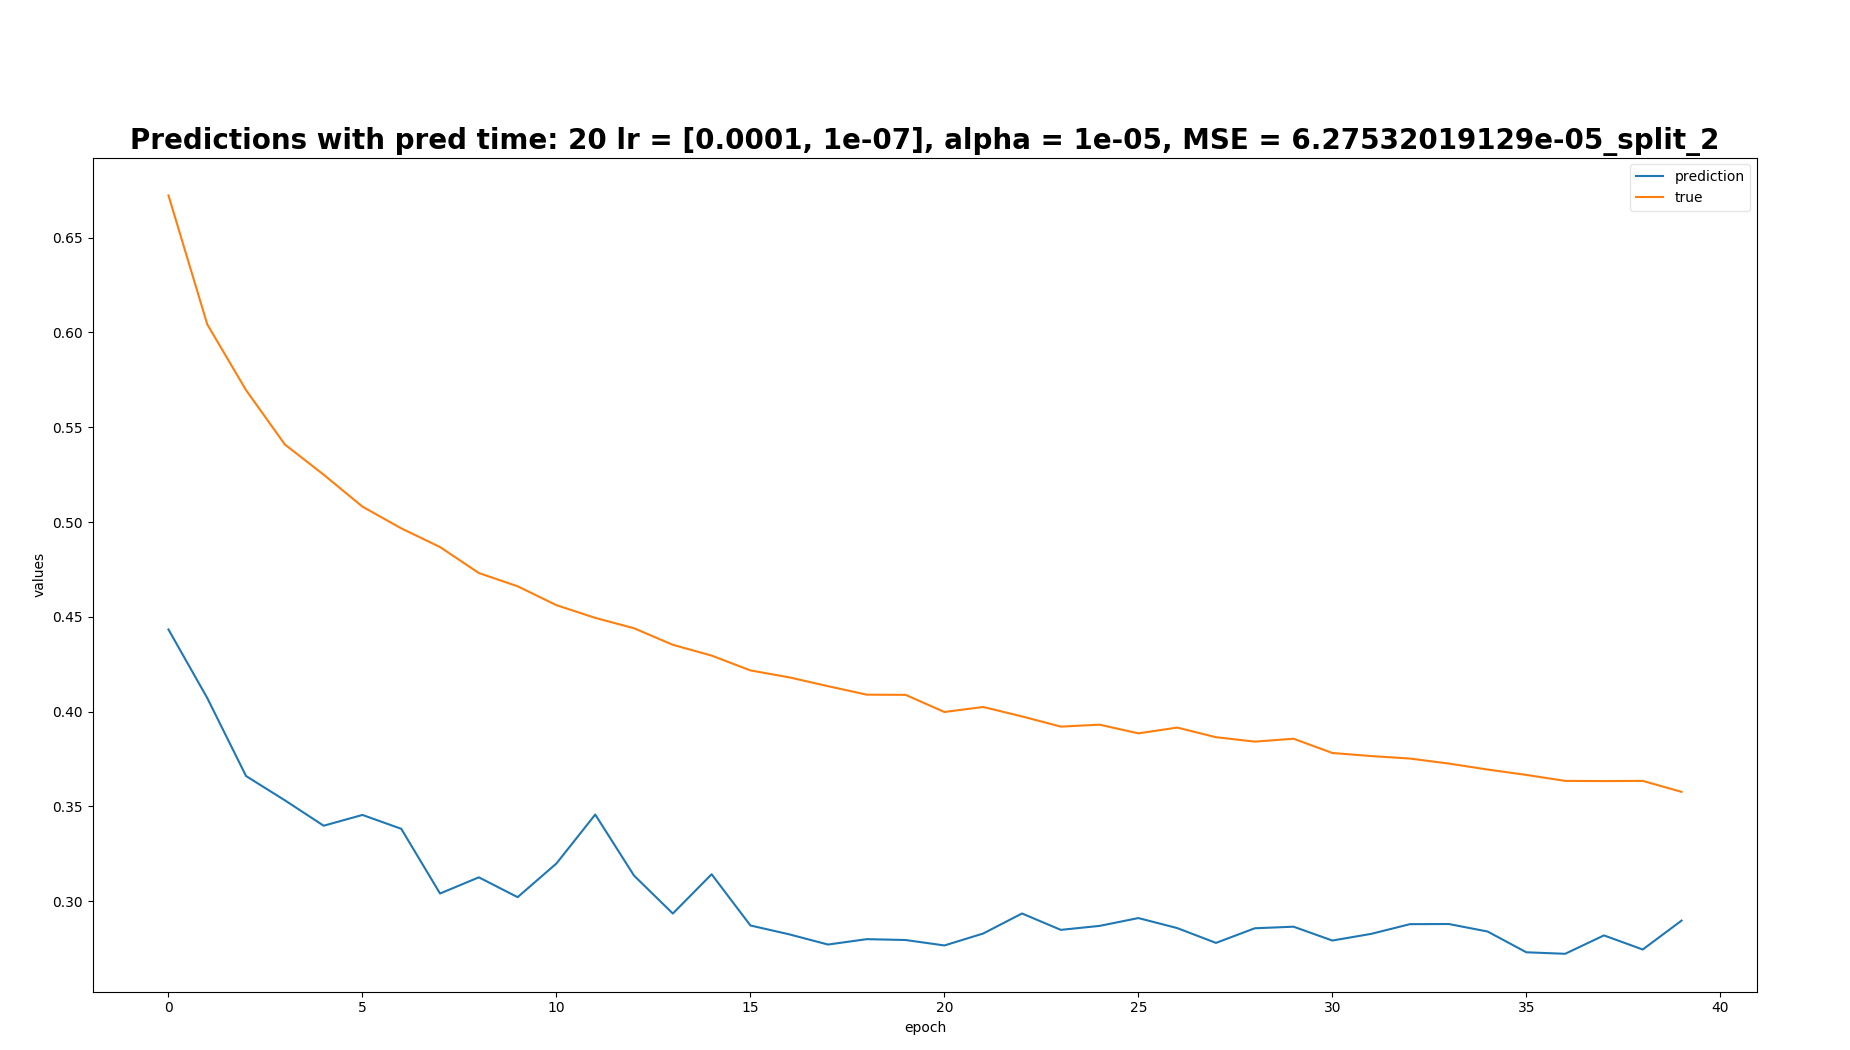 Predictions with pred time: 20 lr = [0.0001, 1e-07], alpha = 1e-05, MSE = 6.27532019129e-05_split_2
prediction
true
0.65
0.60
0.55
0.50
0.45
0.40
0.35
0.30
values
0 5 10 15 20 25 30 35 40
epoch